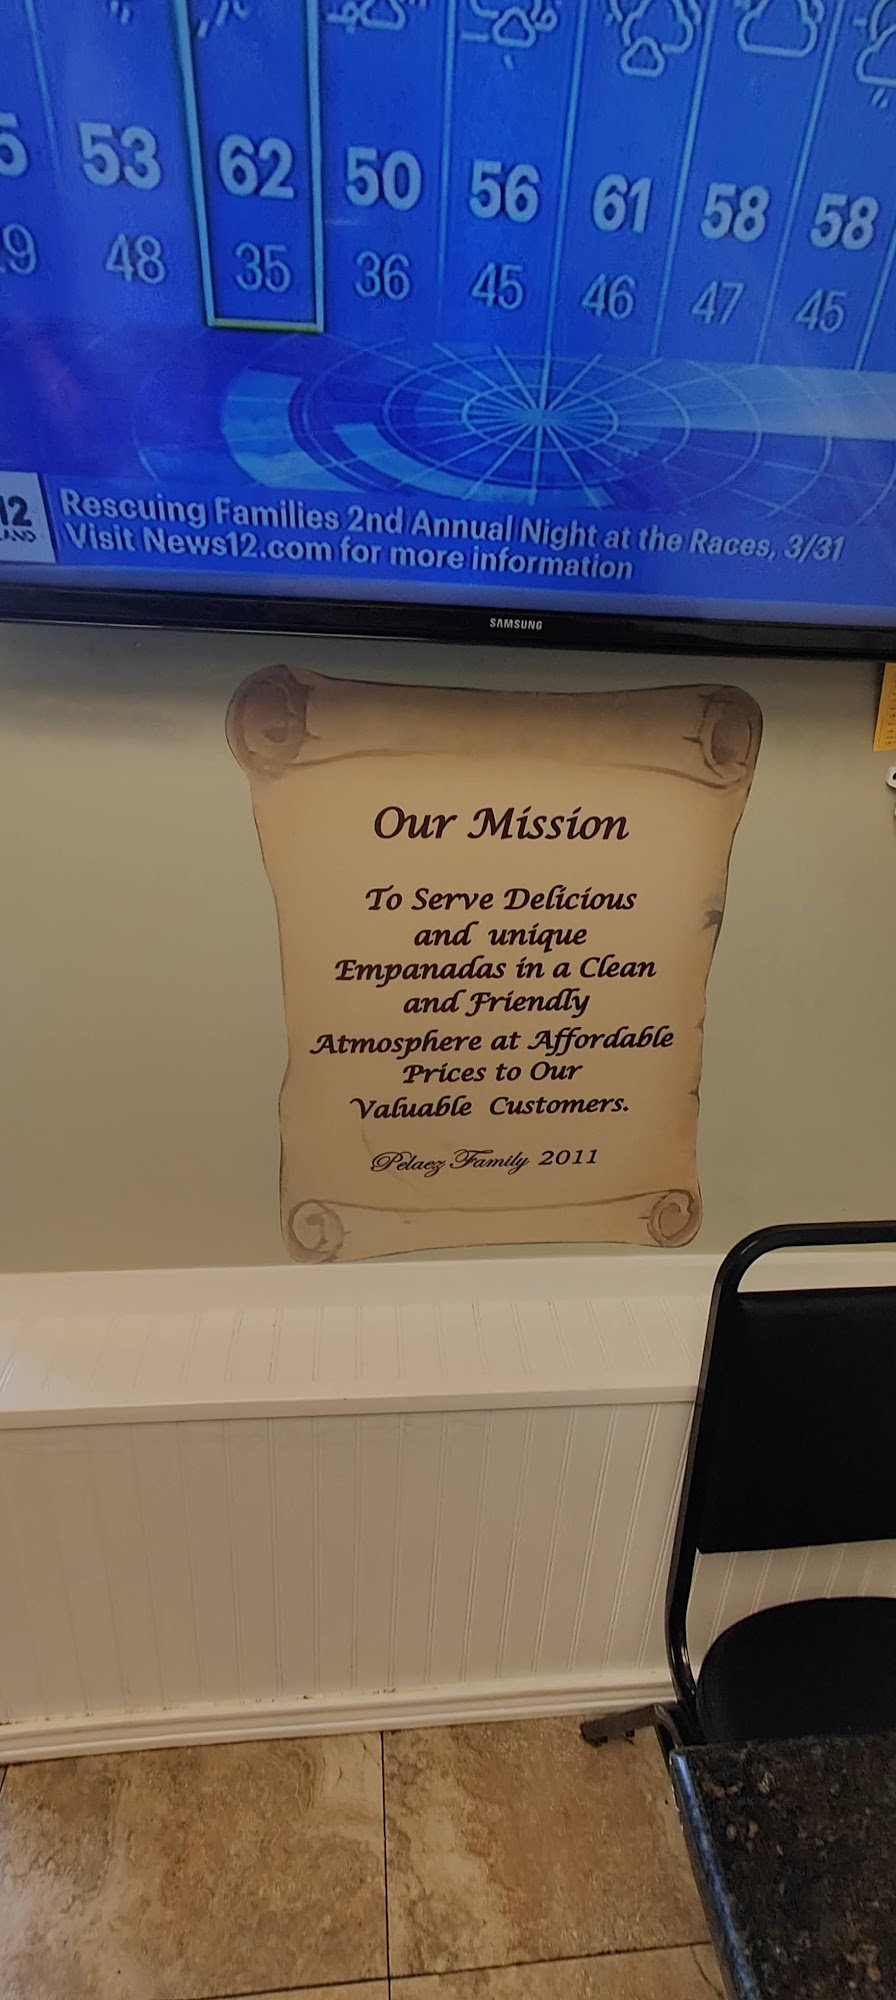 53 62 50 56 61 58 58
48 35 36 45 46 47 45
12
Rescuing Families 2nd Annual Night at the Races, 3/31
Visit News12.com for more information
SAMSUNG
Our Mission
To Serve Delicious
and unique
Empanadas in a Clean
and Friendly
Atmosphere at Affordable
Prices to Our
Valuable Customers.
Pelaez Family 2011